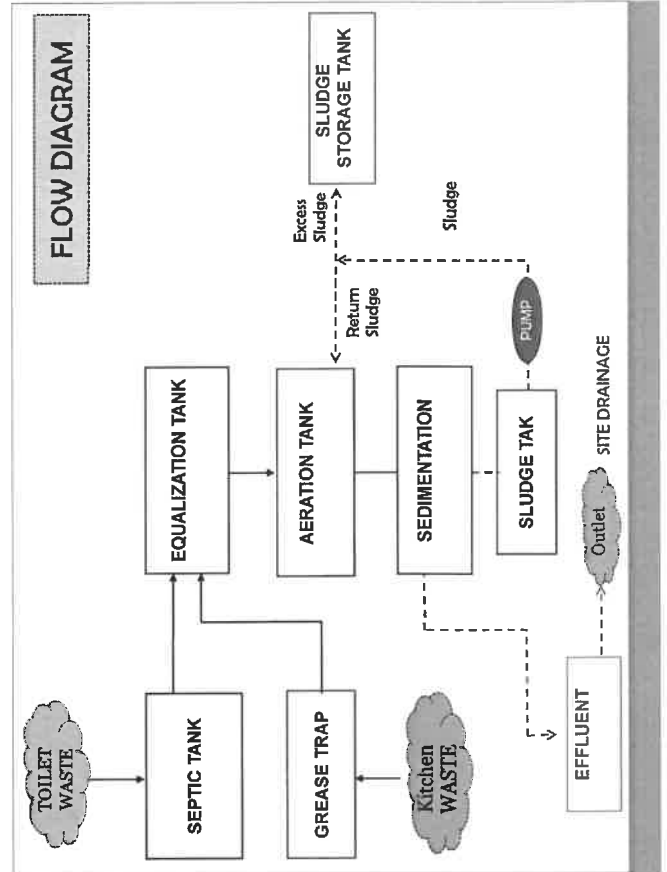 FLOW DIAGRAM
TOILET
WASTE
SEPTIC TANK
EQUALIZATION TANK
GREASE TRAP
Kitchen
WASTE
AERATION TANK
Return
Sludge
Excess
Sludge
SLUDGE
STORAGE TANK
SEDIMENTATION
Sludge
SLUDGE TAK
PUMP
EFFLUENT
Outlet
SITE DRAINAGE